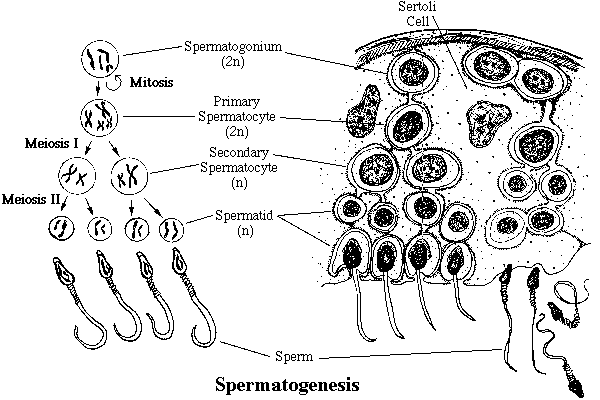 Sertoli
Cell
Spermatogonium
(2n)
Mitosis
Primary
Spermatocyte
(2n)
Meiosis I
Secondary
Spermatocyte
(n)
Meiosis II
Spermatid
(n)
Sperm
Spermatogenesis